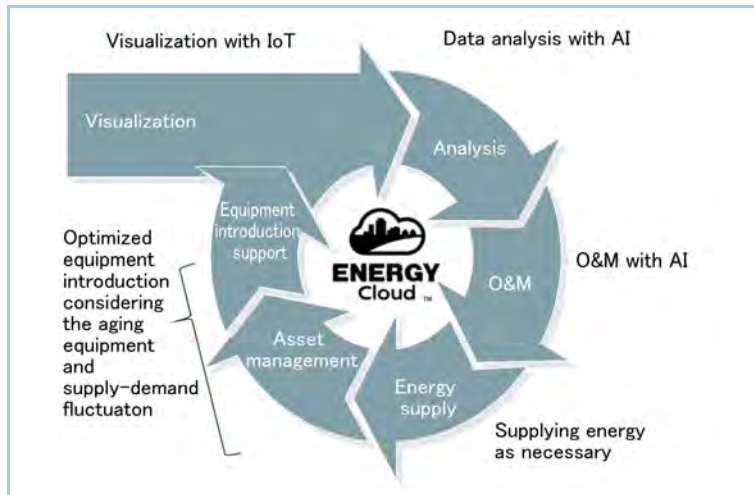 Visualization with IoT
Data analysis with AI
Visualization
Analysis
Equipment
introduction
support
ENERGY
Cloud TM
O&M
O&M with AI
Optimized
equipment
introduction
considering
the aging
equipment
and
supply-demand
fluctuaton
Asset
management
Energy
supply
Supplying energy
as necessary